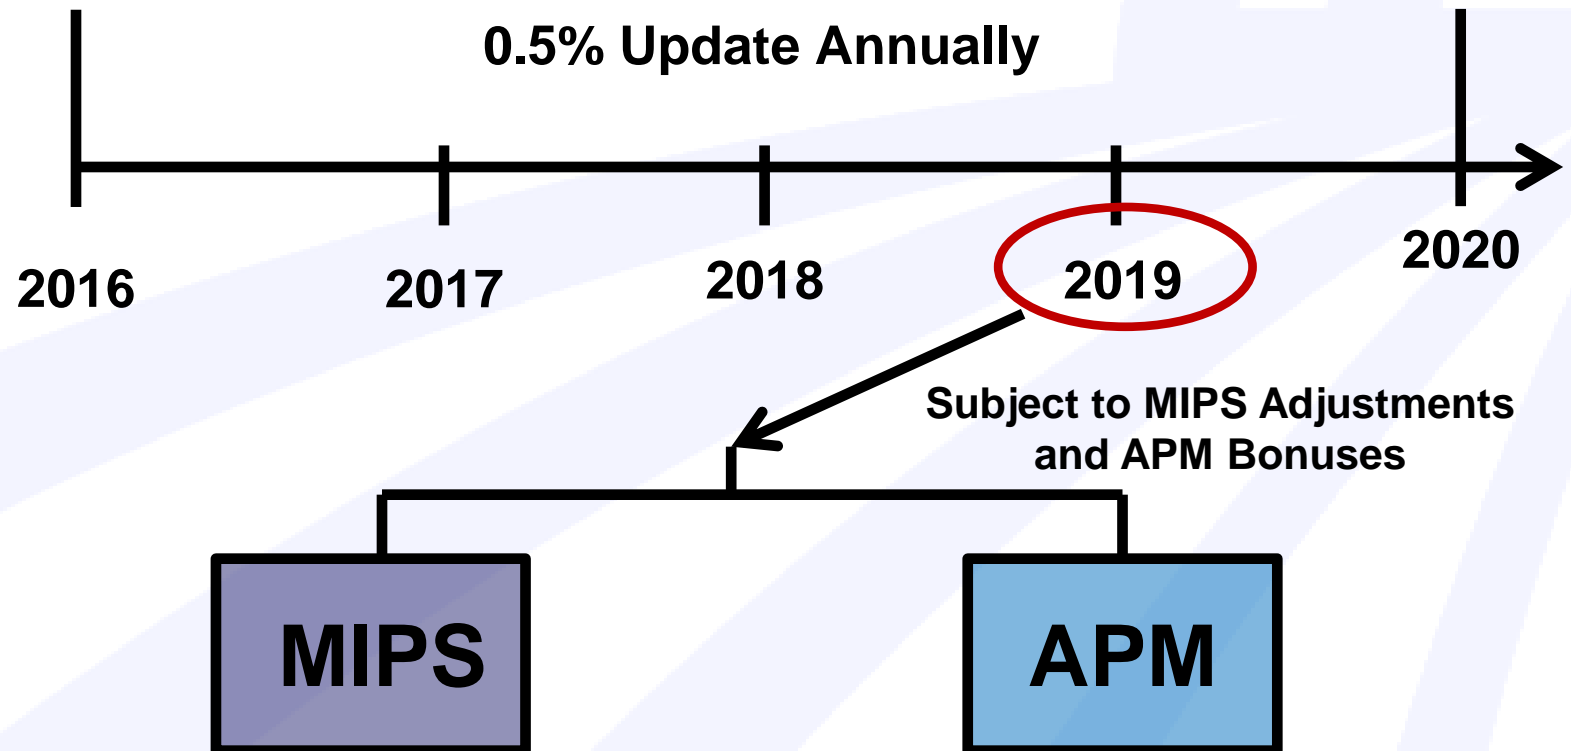 0.5% Update Annually
2016
2017
2018
2019
2020
Subject to MIPS Adjustments
and APM Bonuses
MIPS
APM